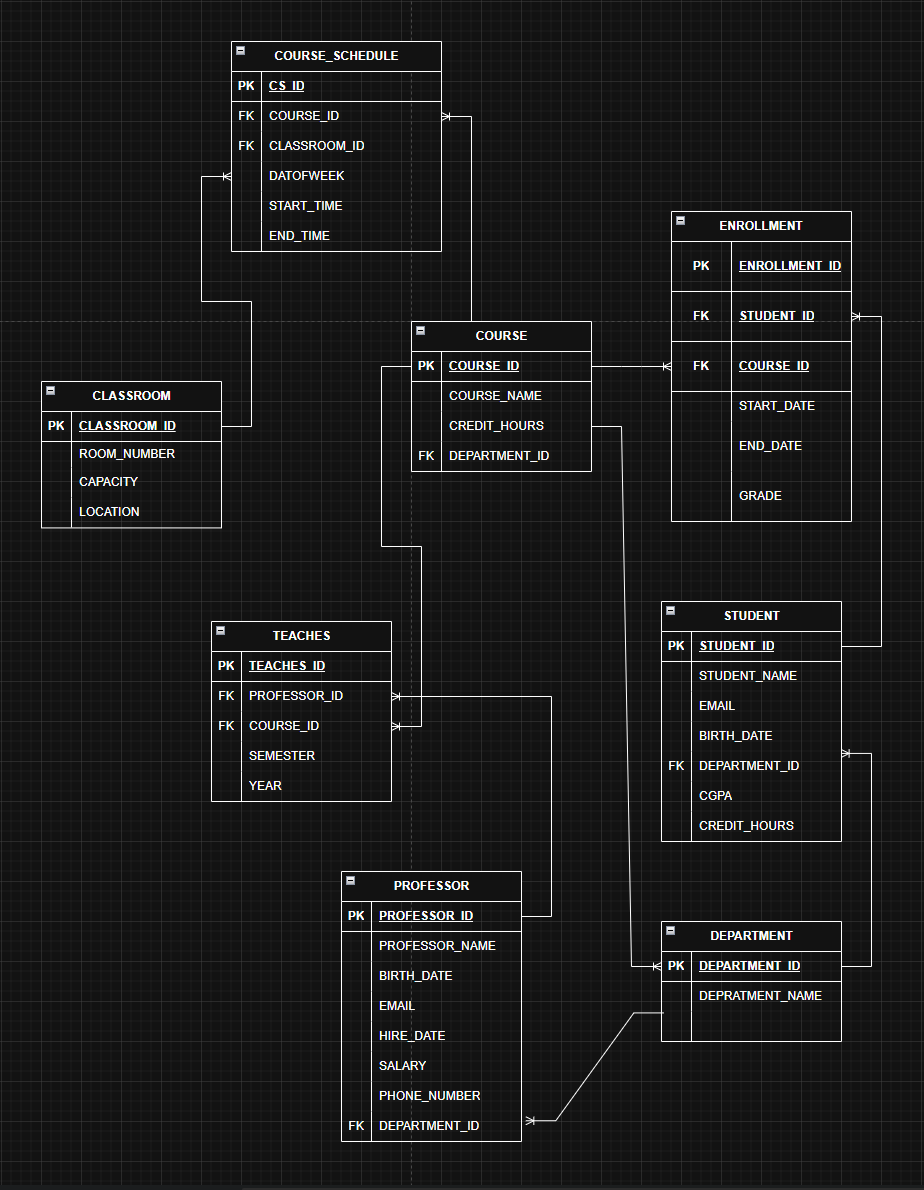 COURSE_SCHEDULE
PK CS_ID
FK COURSE_ID
FK CLASSROOM_ID
DATOFWEEK
START_TIME
END_TIME
ENROLLMENT
PK ENROLLMENT_ID
FK STUDENT_ID
FK COURSE_ID
START_DATE
END_DATE
GRADE
COURSE
PK COURSE_ID
COURSE_NAME
CREDIT_HOURS
FK DEPARTMENT_ID
CLASSROOM
PK CLASSROOM_ID
ROOM_NUMBER
CAPACITY
LOCATION
TEACHES
PK TEACHES_ID
FK PROFESSOR_ID
FK COURSE_ID
SEMESTER
YEAR
STUDENT
PK STUDENT_ID
STUDENT_NAME
EMAIL
BIRTH_DATE
FK DEPARTMENT_ID
CGPA
CREDIT_HOURS
PROFESSOR
PK PROFESSOR_ID
PROFESSOR_NAME
BIRTH_DATE
EMAIL
HIRE_DATE
SALARY
PHONE_NUMBER
FK DEPARTMENT_ID
DEPARTMENT
PK DEPARTMENT_ID
DEPRATMENT_NAME